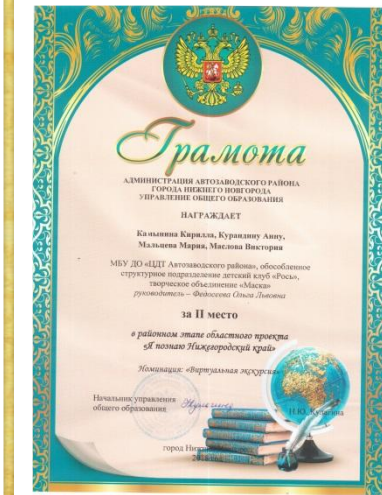 Грамота
АДМИНИСТРАЦИЯ АВТОЗАВОДСКОГО РАЙОНА
ГОРОДА НИЖНЕГО НОВГОРОДА
УПРАВЛЕНИЕ ОБЩЕГО ОБРАЗОВАНИЯ
НАГРАЖДАЕТ
Камынина Кирилла, Курандину Анну,
Мальцева Мария, Маслова Виктория
МБУ ДО «ЦДТ Автозаводского района», обособленное
структурное подразделение детский клуб «Рось»,
творческое объединение «Маска»
руководитель – Федосеева Ольга Львовна
за II место
в районном этапе областного проекта
«Я познаю Нижегородский край»
Номинация: «Виртуальная экскурсия»
Начальник управления
общего образования
город